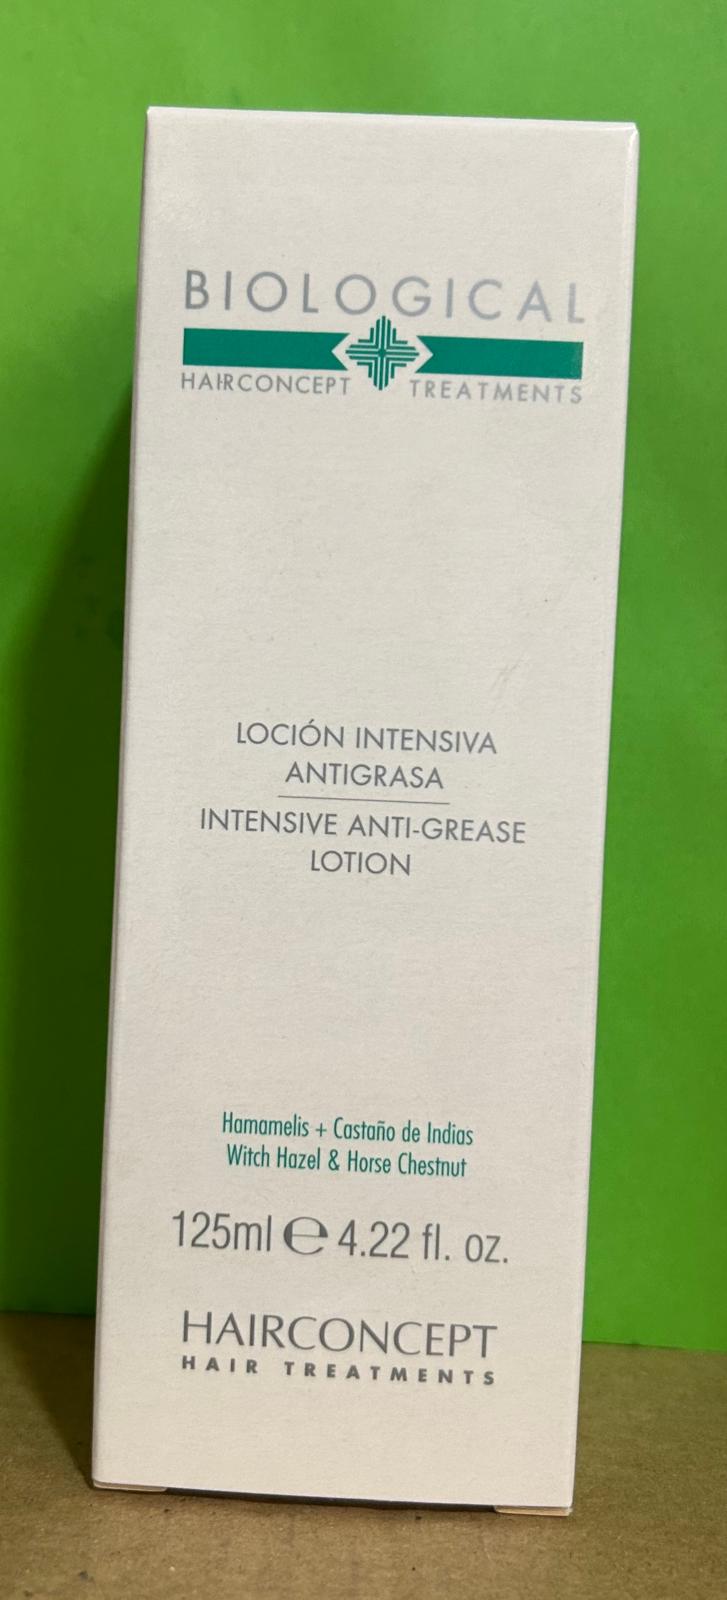 BIOLOGICAL
HAIRCONCEPT TREATMENTS
LOCIÓN INTENSIVA
ANTIGRASA
INTENSIVE ANTI-GREASE
LOTION
Hamamelis + Castaño de Indias
Witch Hazel & Horse Chestnut
125ml ℮ 4.22 fl. oz.
HAIRCONCEPT
HAIR TREATMENTS